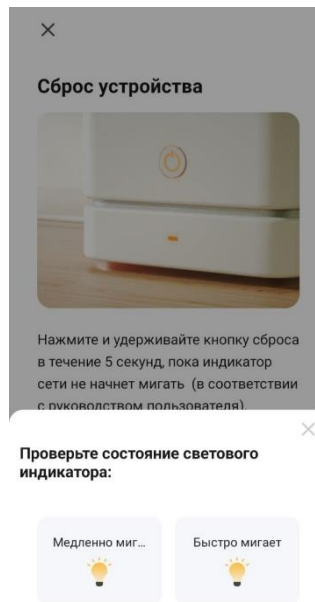 Сброс устройства
Нажмите и удерживайте кнопку сброса
в течение 5 секунд, пока индикатор
сети не начнет мигать (в соответствии
с руководством пользователя).
Проверьте состояние светового
индикатора:
Медленно миг...
Быстро мигает